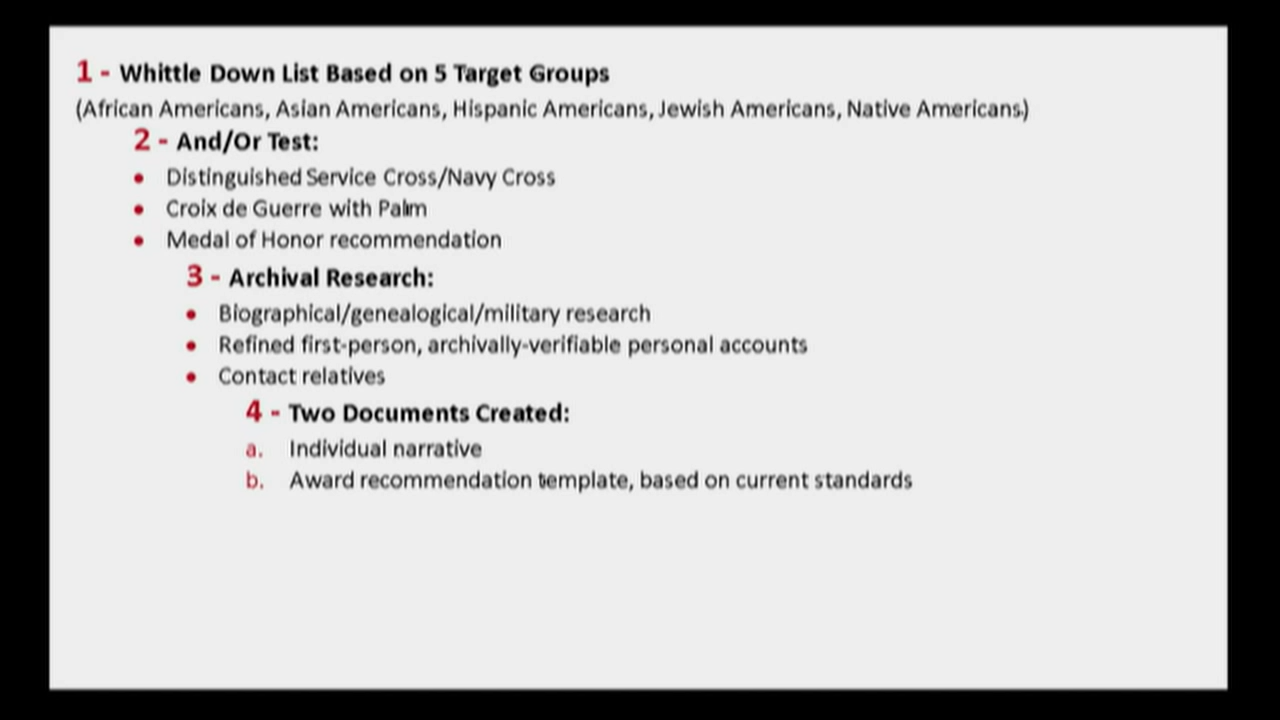 1 - Whittle Down List Based on 5 Target Groups
(African Americans, Asian Americans, Hispanic Americans, Jewish Americans, Native Americans)
2 - And/Or Test:
• Distinguished Service Cross/Navy Cross
• Croix de Guerre with Palm
• Medal of Honor recommendation
3 - Archival Research:
• Biographical/genealogical/military research
• Refined first-person, archivally-verifiable personal accounts
• Contact relatives
4 - Two Documents Created:
a. Individual narrative
b. Award recommendation template, based on current standards